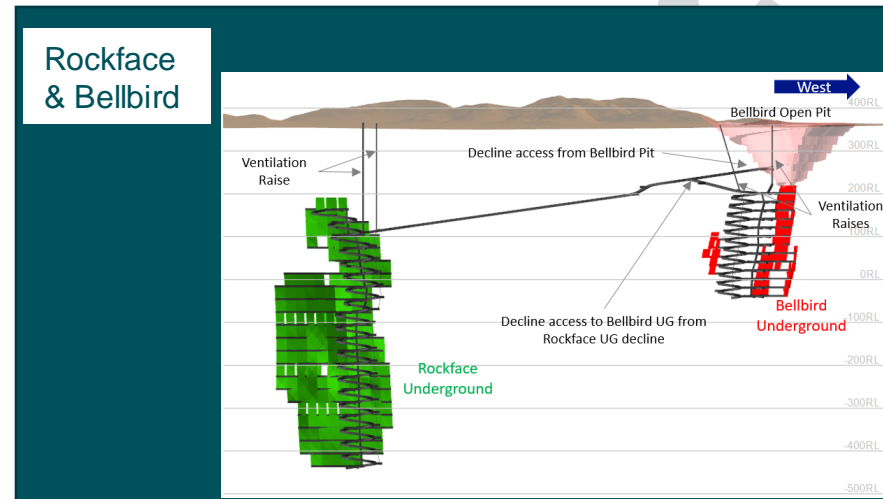 Rockface
& Bellbird
West
400RL
Bellbird Open Pit
300RL
Decline access from Bellbird Pit
Ventilation
Raise
200RL
Ventilation
Raises
100RL
0RL
Bellbird
Underground
-100RL
Decline access to Bellbird UG from
Rockface UG decline
-200RL
Rockface
Underground
-300RL
-400RL
-500RL